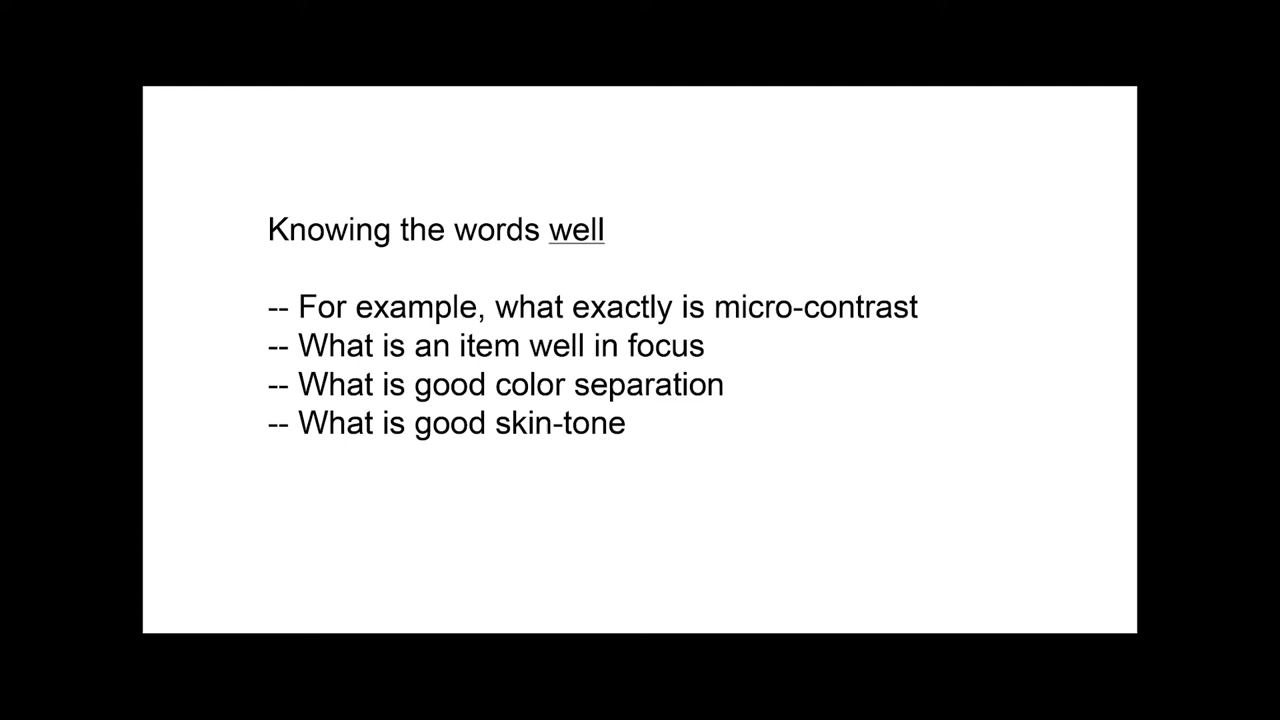 Knowing the words well
-- For example, what exactly is micro-contrast
-- What is an item well in focus
-- What is good color separation
-- What is good skin-tone